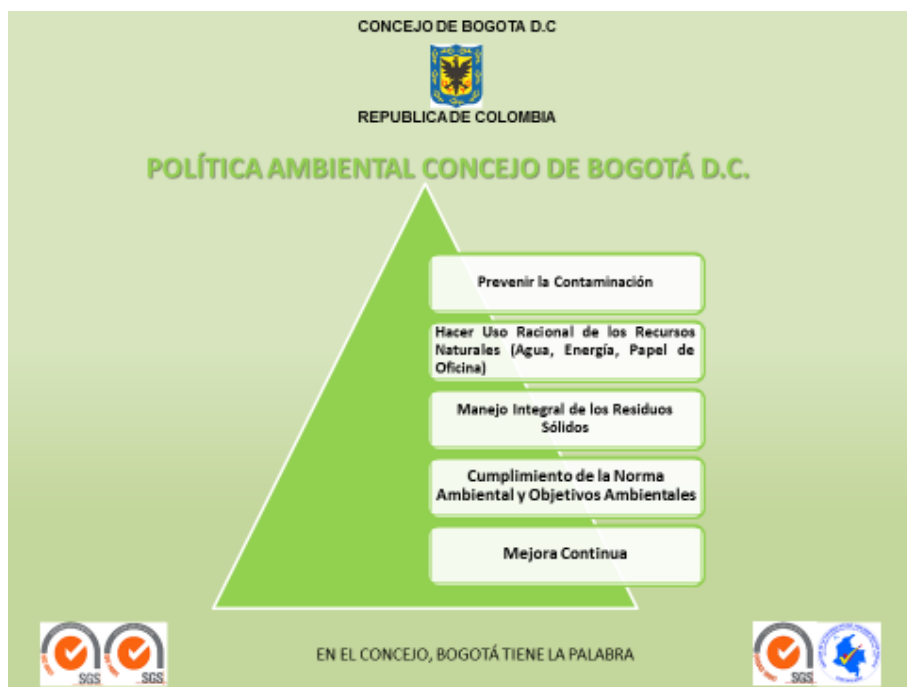 CONCEJO DE BOGOTA D.C
REPUBLICA DE COLOMBIA
POLÍTICA AMBIENTAL CONCEJO DE BOGOTÁ D.C.
Prevenir la Contaminación
Hacer Uso Racional de los Recursos
Naturales (Agua, Energía, Papel de
Oficina)
Manejo Integral de los Residuos
Sólidos
Cumplimiento de la Norma
Ambiental y Objetivos Ambientales
Mejora Continua
SGS
SGS
EN EL CONCEJO, BOGOTÁ TIENE LA PALABRA
SGS